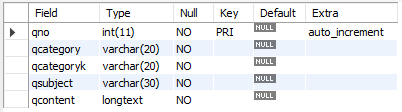 Field Type Null Key Default Extra
qno int(11) NO PRI NULL auto_increment
qcategory varchar(20) NO NULL
qcategoryk varchar(20) NO NULL
qsubject varchar(30) NO NULL
qcontent longtext NO NULL